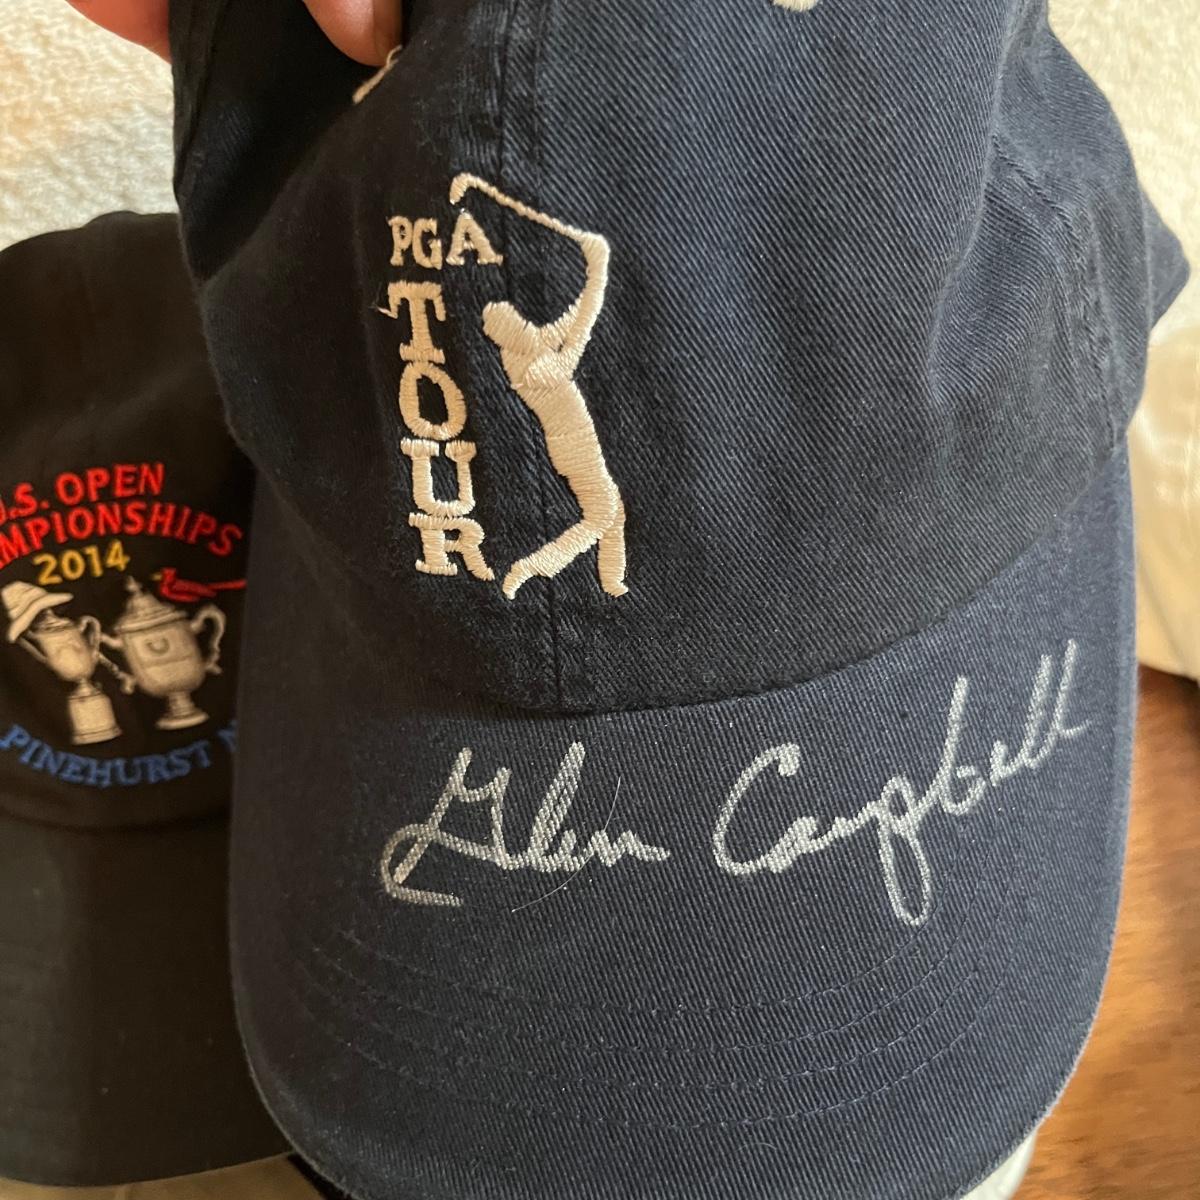 PGA
TOUR
Glen Campbell
U.S. OPEN
MPIONSHIPS
2014
PINEHURST N